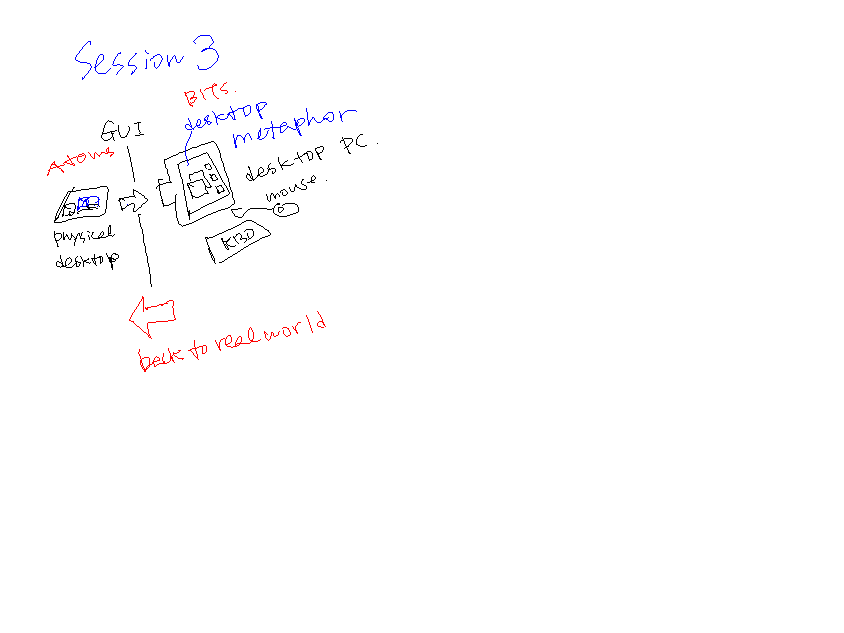 Session 3
BITS.
desktop
metaphor
GUI
Atoms
desktop PC.
mouse.
KBD
physical
desktop
back to real world